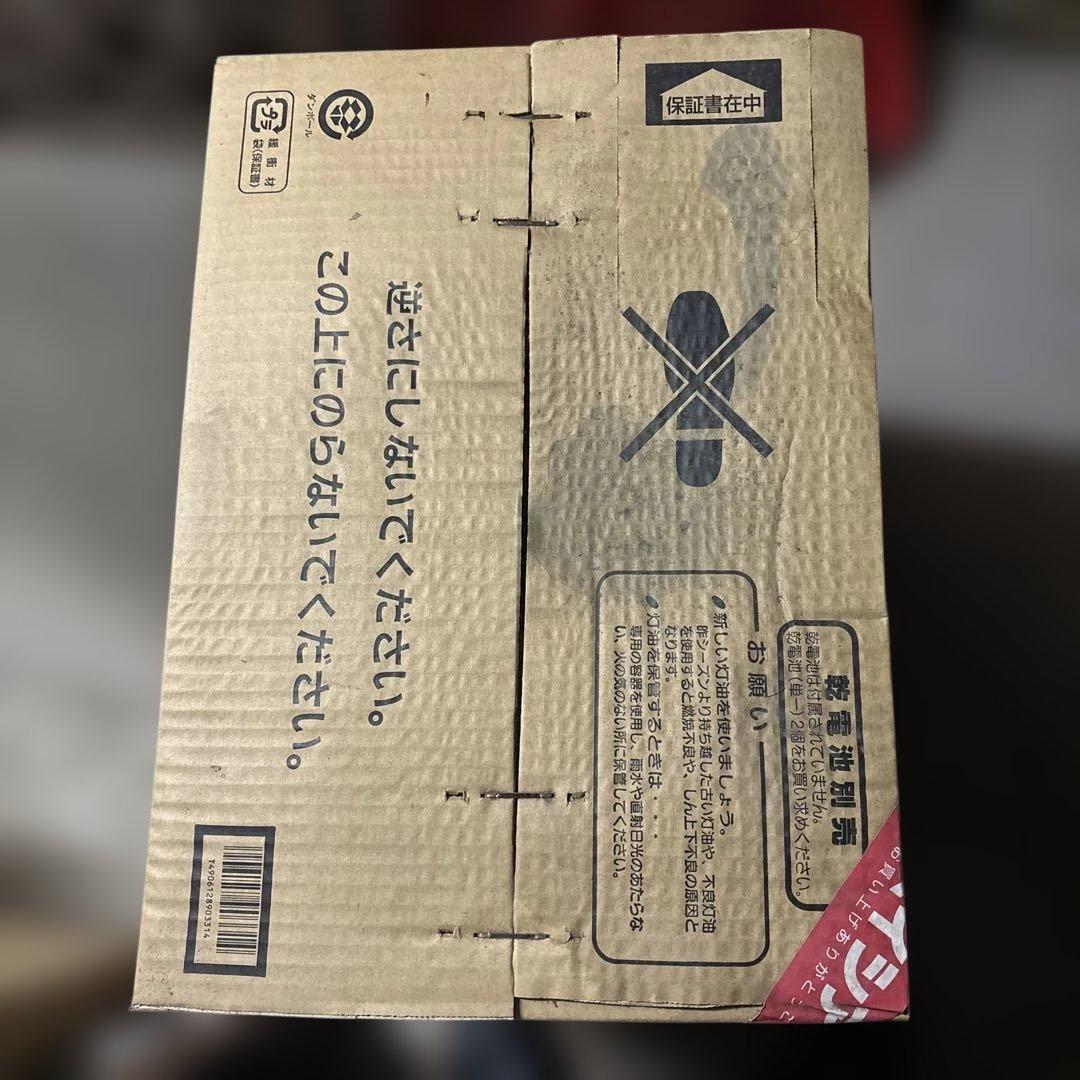 保証書在中
ダンボール
プラ
緩衝材
袋(保証書)
逆さにしないでください。
この上にのらないでください。
乾電池別売
乾電池は付属されていません。
乾電池(単一)2個をお買い求めください。
お願い
●新しい灯油を使いましょう。
昨シーズンより持ち越した古い灯油や、不良灯油
を使用すると燃焼不良や、しん上下不良の原因と
なります。
●灯油を保管するときは・・・・
専用の容器を使用し、雨水や直射日光のあたらな
い、火の気のない所に保管してください。
T4906128903314
お買い上げありがとうご